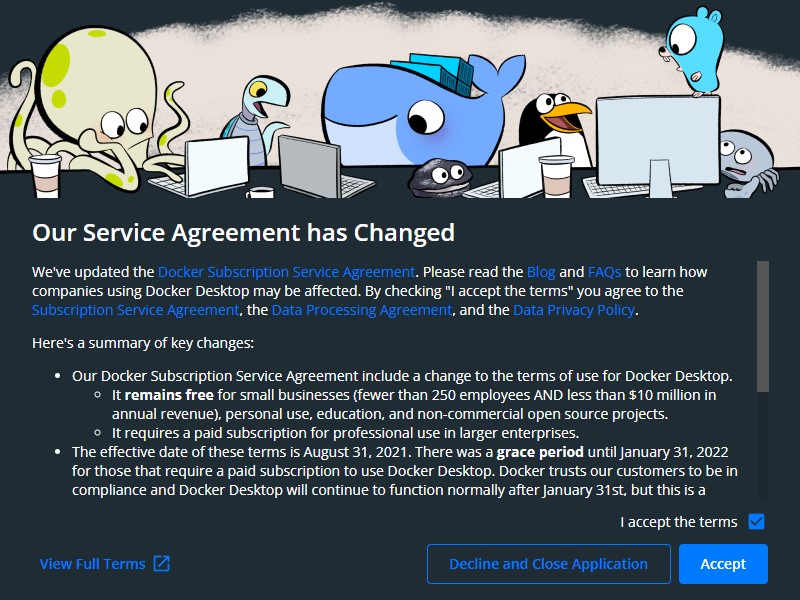 Our Service Agreement has Changed
We've updated the Docker Subscription Service Agreement. Please read the Blog and FAQs to learn how
companies using Docker Desktop may be affected. By checking "I accept the terms" you agree to the
Subscription Service Agreement, the Data Processing Agreement, and the Data Privacy Policy.
Here's a summary of key changes:
• Our Docker Subscription Service Agreement include a change to the terms of use for Docker Desktop.
◦ It remains free for small businesses (fewer than 250 employees AND less than $10 million in
annual revenue), personal use, education, and non-commercial open source projects.
◦ It requires a paid subscription for professional use in larger enterprises.
• The effective date of these terms is August 31, 2021. There was a grace period until January 31, 2022
for those that require a paid subscription to use Docker Desktop. Docker trusts our customers to be in
compliance and Docker Desktop will continue to function normally after January 31st, but this is a
I accept the terms
View Full Terms
Decline and Close Application
Accept